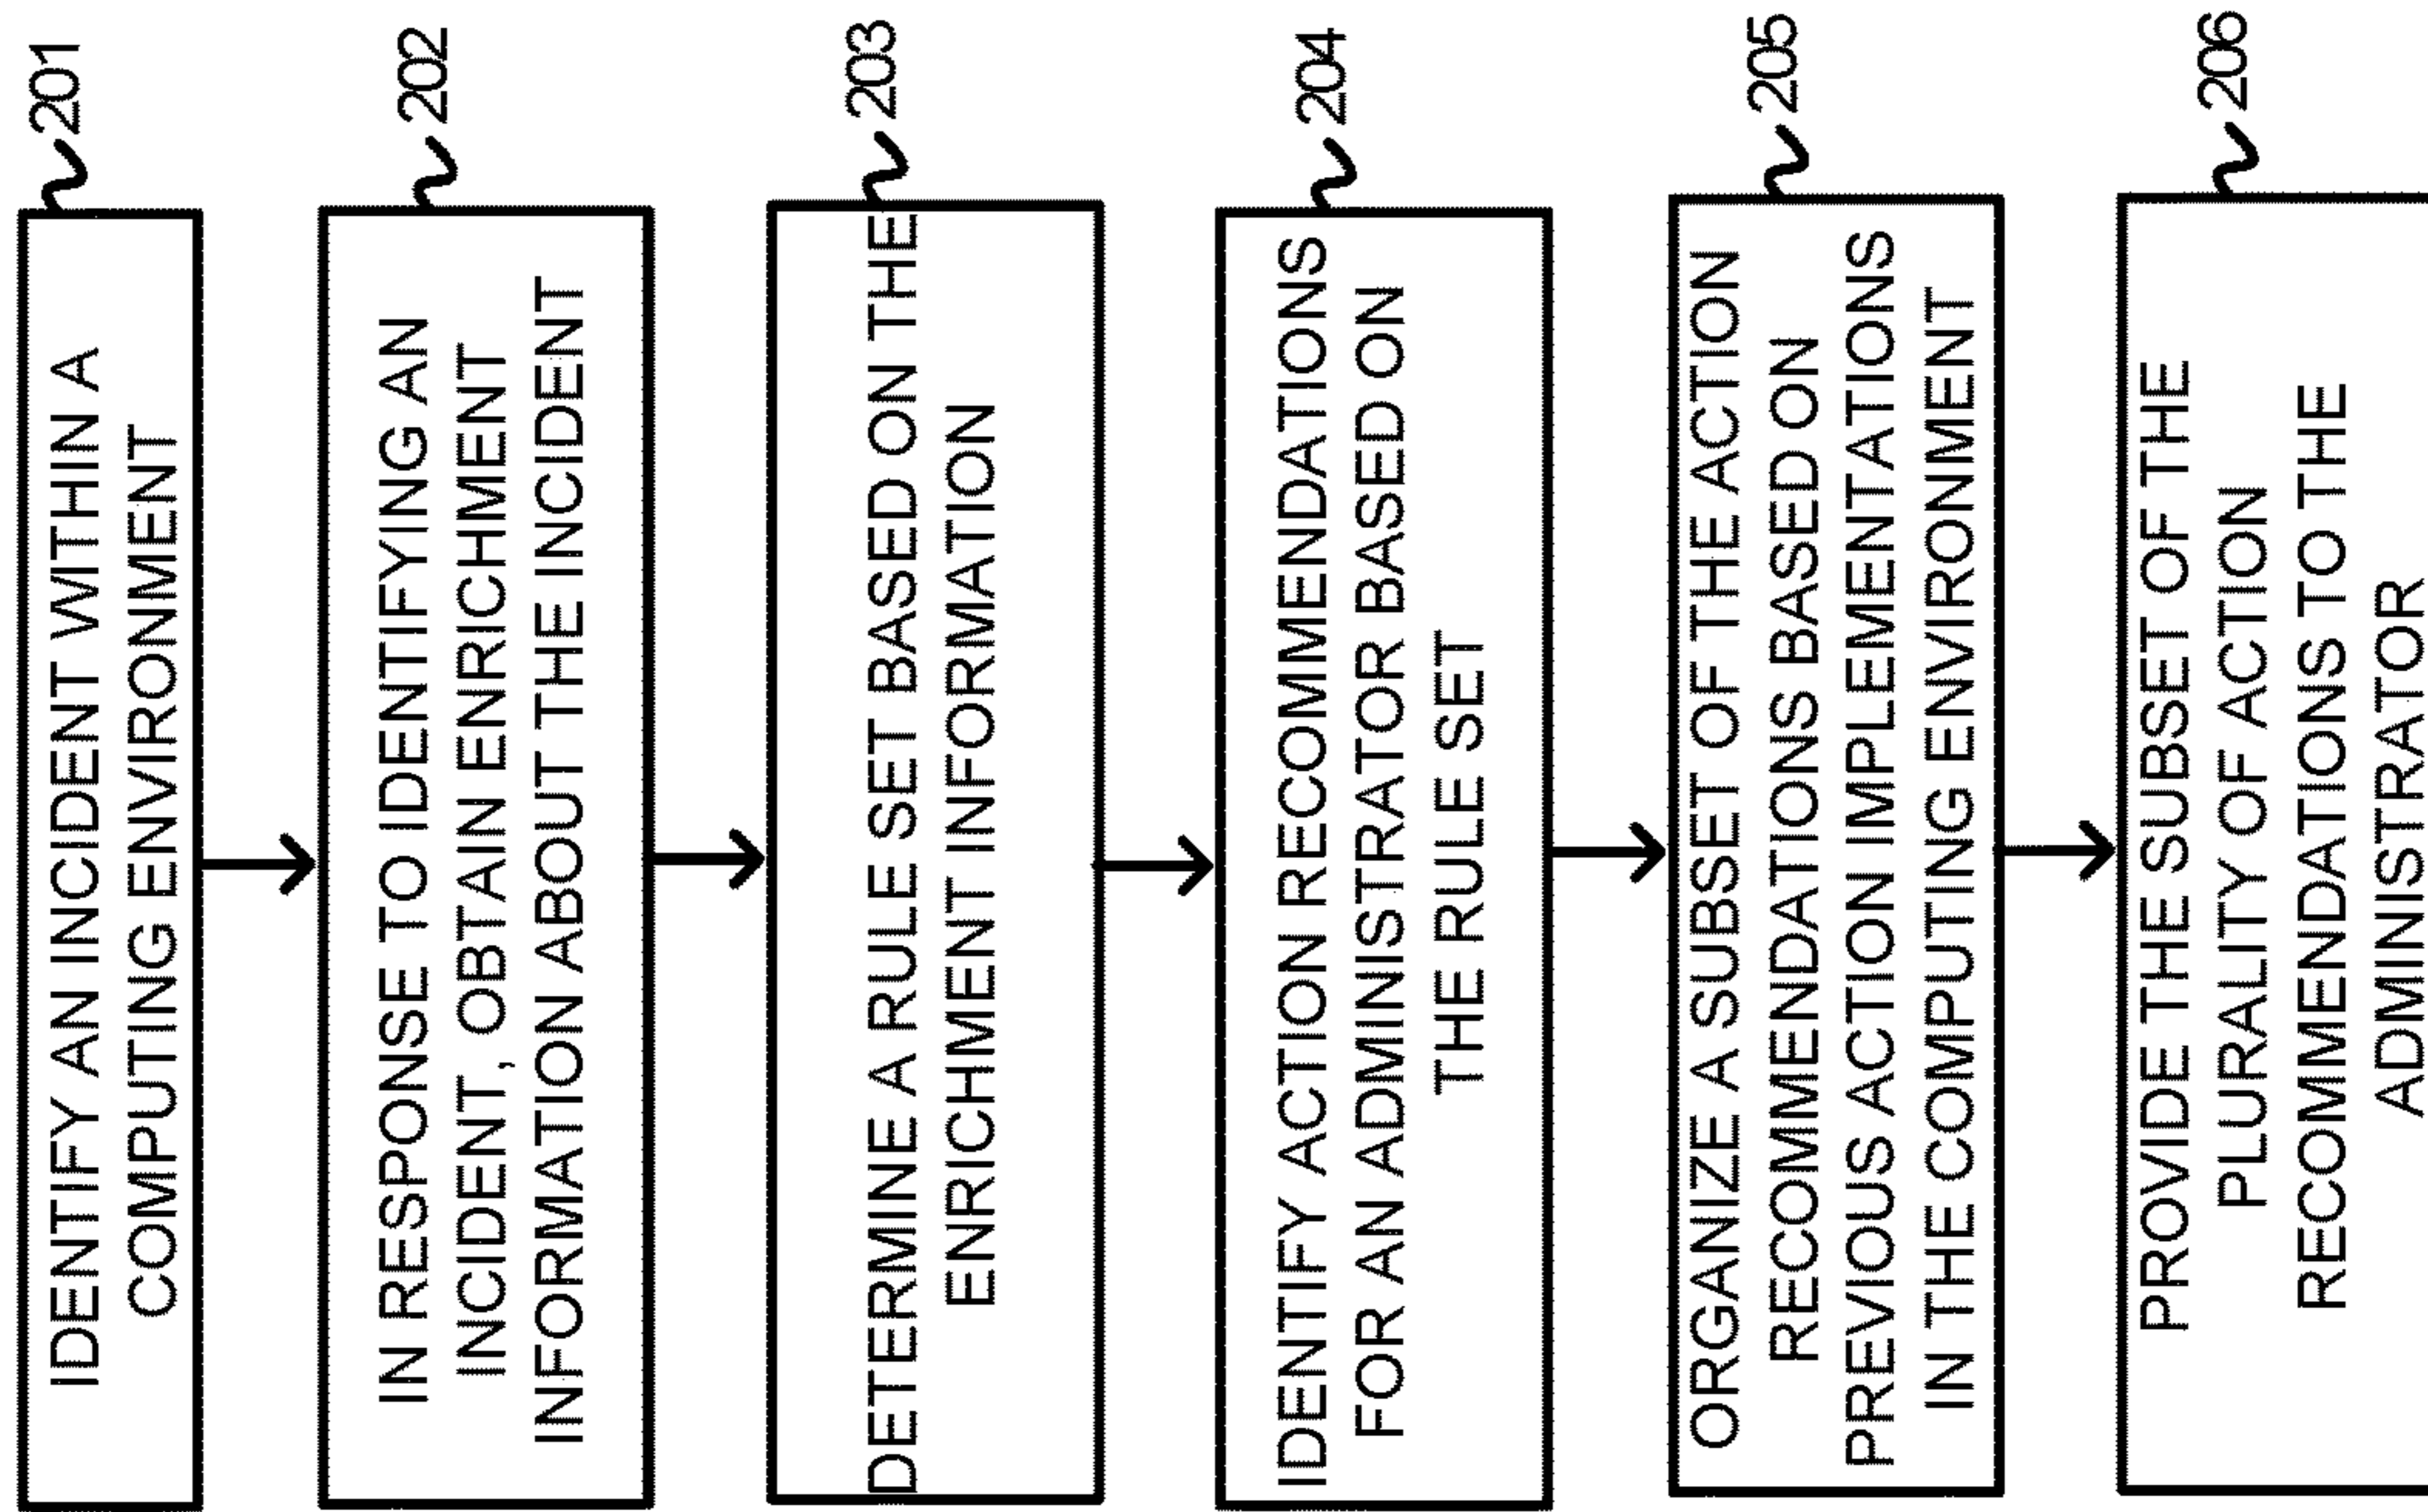 IDENTIFY AN INCIDENT WITHIN A
COMPUTING ENVIRONMENT
201
IN RESPONSE TO IDENTIFYING AN
INCIDENT, OBTAIN ENRICHMENT
INFORMATION ABOUT THE INCIDENT
202
DETERMINE A RULE SET BASED ON THE
ENRICHMENT INFORMATION
203
IDENTIFY ACTION RECOMMENDATIONS
FOR AN ADMINISTRATOR BASED ON
THE RULE SET
204
ORGANIZE A SUBSET OF THE ACTION
RECOMMENDATIONS BASED ON
PREVIOUS ACTION IMPLEMENTATIONS
IN THE COMPUTING ENVIRONMENT
205
PROVIDE THE SUBSET OF THE
PLURALITY OF ACTION
RECOMMENDATIONS TO THE
ADMINISTRATOR
206